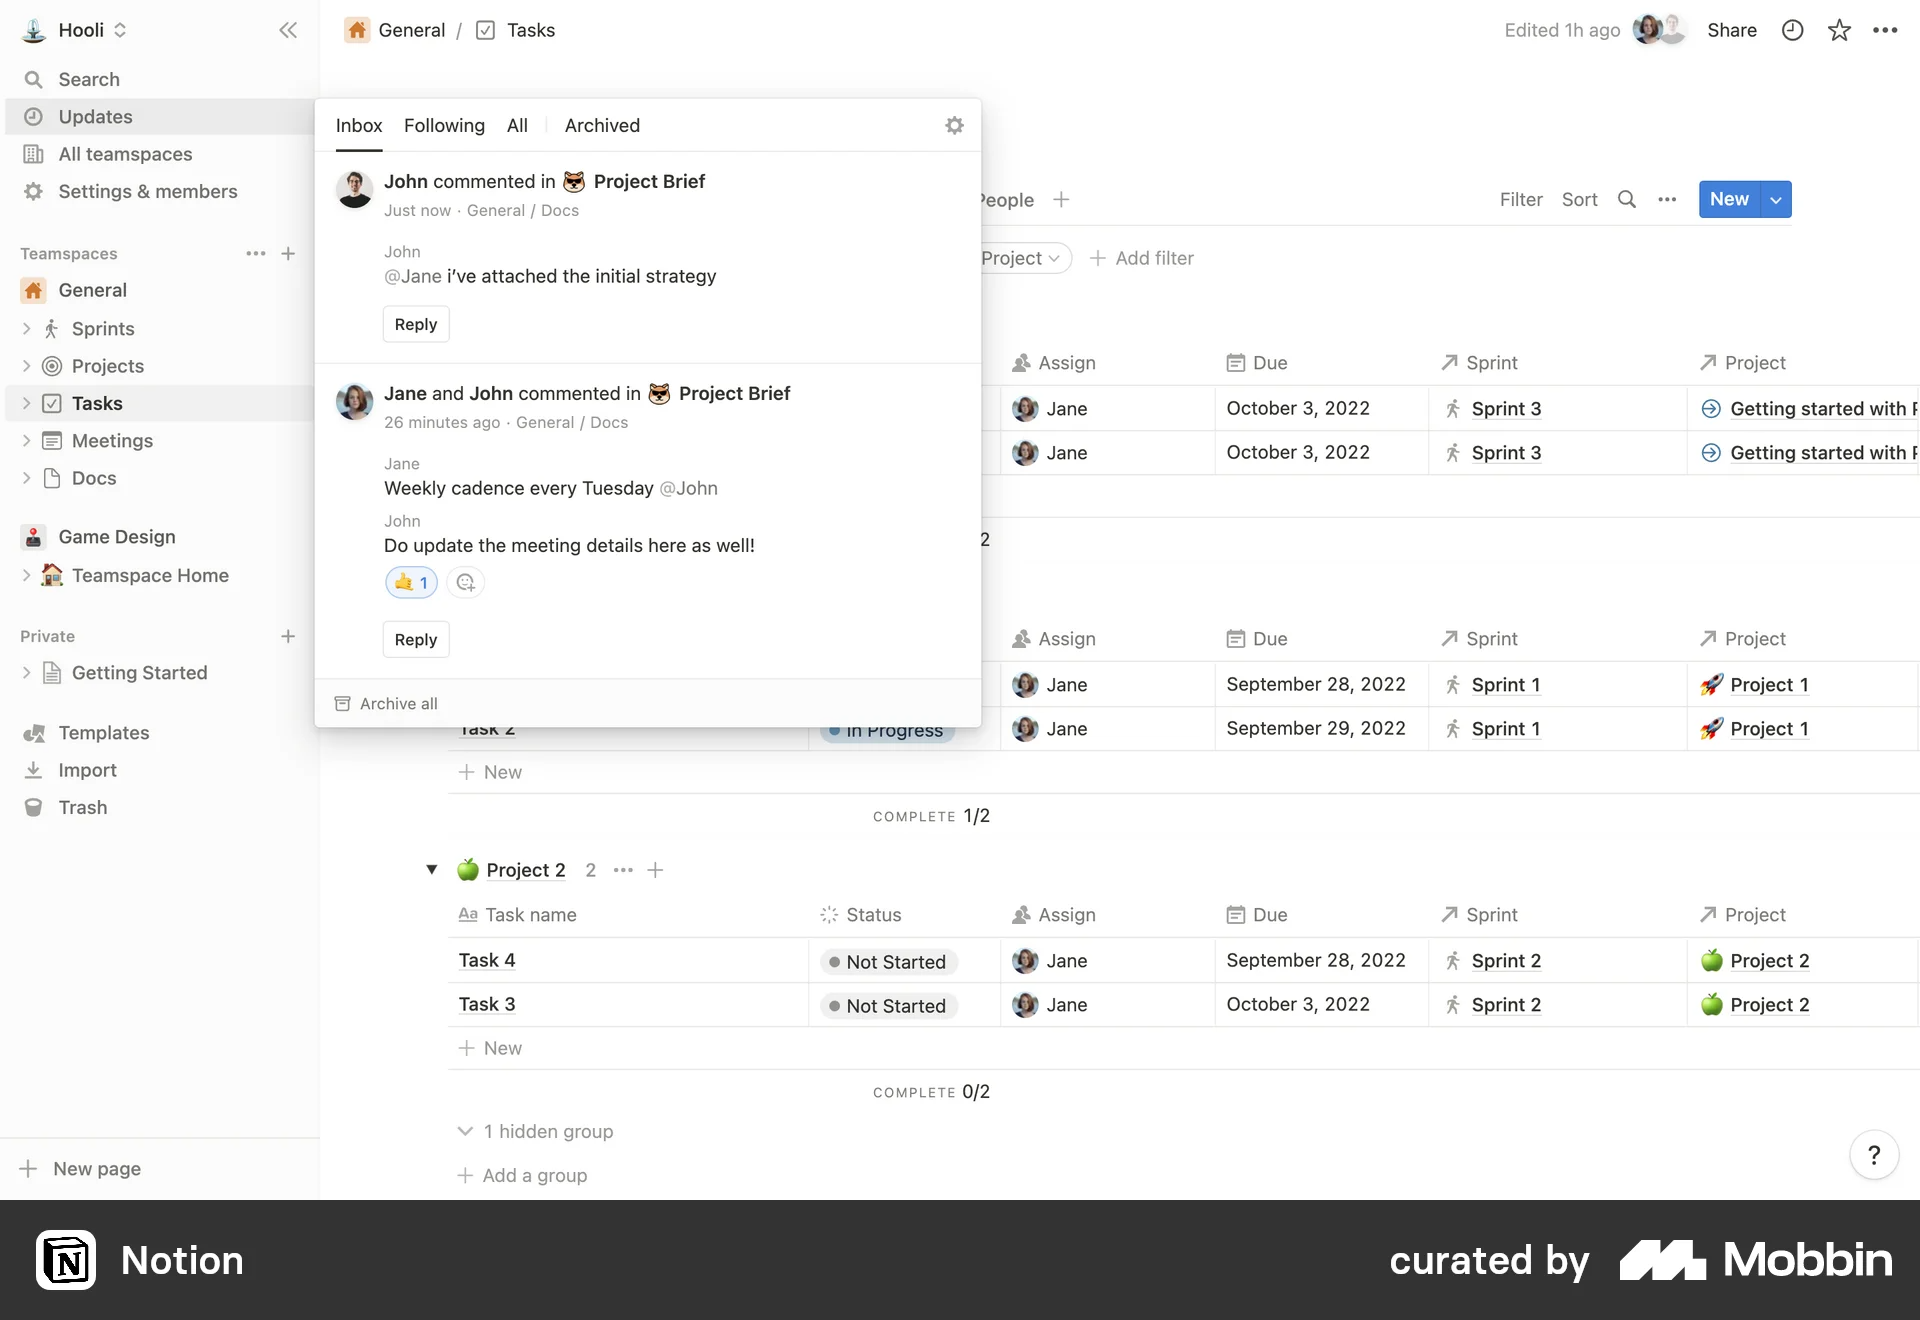 Hooli
General / Tasks
Edited 1h ago
Share
Search
Updates
All teamspaces
Settings & members
Teamspaces
General
Sprints
Projects
Tasks
Meetings
Docs
Game Design
Teamspace Home
Private
Getting Started
Templates
Import
Trash
New page
Inbox Following All Archived
John commented in Project Brief
Just now · General / Docs
John
@Jane i’ve attached the initial strategy
Reply
Jane and John commented in Project Brief
26 minutes ago · General / Docs
Jane
Weekly cadence every Tuesday @John
John
Do update the meeting details here as well!
1
Reply
Archive all
People
Filter Sort New
Project Add filter
Assign Due Sprint Project
Jane October 3, 2022 Sprint 3 Getting started with
Jane October 3, 2022 Sprint 3 Getting started with
2
Assign Due Sprint Project
Jane September 28, 2022 Sprint 1 Project 1
Task 2 In Progress Jane September 29, 2022 Sprint 1 Project 1
New
COMPLETE 1/2
Project 2 2
Aa Task name Status Assign Due Sprint Project
Task 4 Not Started Jane September 28, 2022 Sprint 2 Project 2
Task 3 Not Started Jane October 3, 2022 Sprint 2 Project 2
New
COMPLETE 0/2
1 hidden group
Add a group
?
Notion
curated by Mobbin